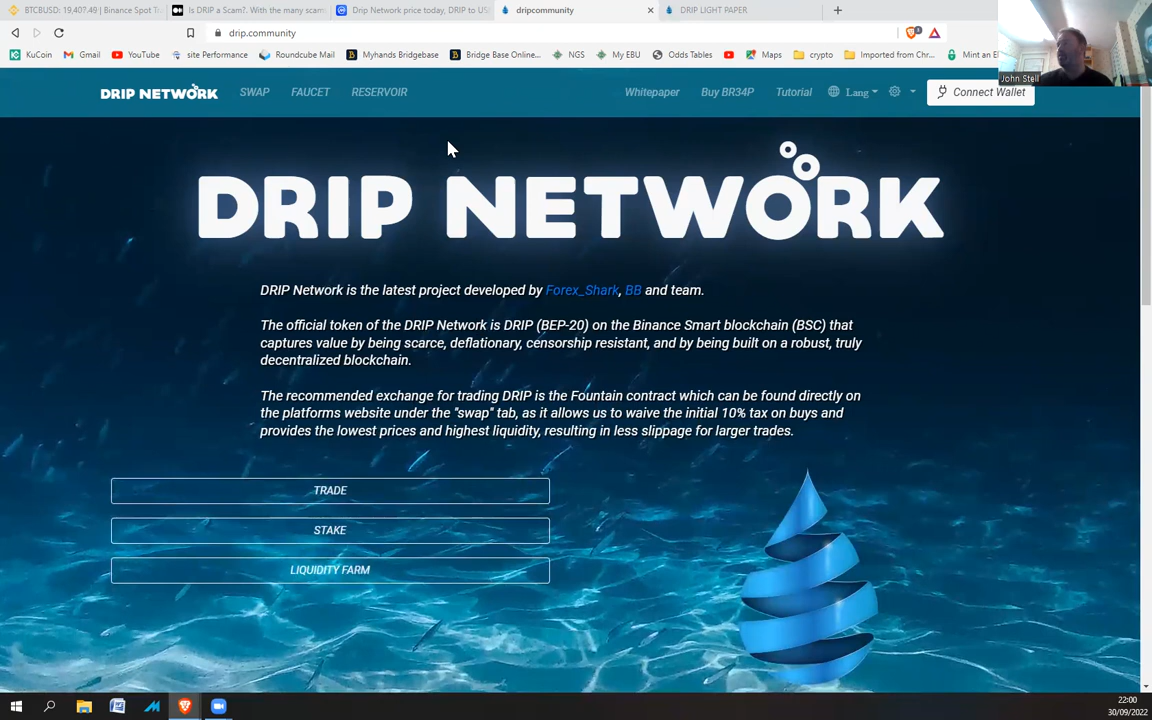 BTCBUSD: 19,407.49 | Binance Spot Tr
Is DRIP a Scam?. With the many scam
Drip Network price today, DRIP to US
dripcommunity
DRIP LIGHT PAPER
drip.community
KuCoin
Gmail
YouTube
site Performance
Roundcube Mail
Myhands Bridgebase
Bridge Base Online...
NGS
My EBU
Odds Tables
Maps
crypto
Imported from Chr...
Mint an E
John Stell
DRIP NETWORK
SWAP
FAUCET
RESERVOIR
Whitepaper
Buy BR34P
Tutorial
Lang
Connect Wallet
DRIP NETWORK
DRIP Network is the latest project developed by Forex_Shark, BB and team.
The official token of the DRIP Network is DRIP (BEP-20) on the Binance Smart blockchain (BSC) that
captures value by being scarce, deflationary, censorship resistant, and by being built on a robust, truly
decentralized blockchain.
The recommended exchange for trading DRIP is the Fountain contract which can be found directly on
the platforms website under the "swap" tab, as it allows us to waive the initial 10% tax on buys and
provides the lowest prices and highest liquidity, resulting in less slippage for larger trades.
TRADE
STAKE
LIQUIDITY FARM
22:00
30/09/2022